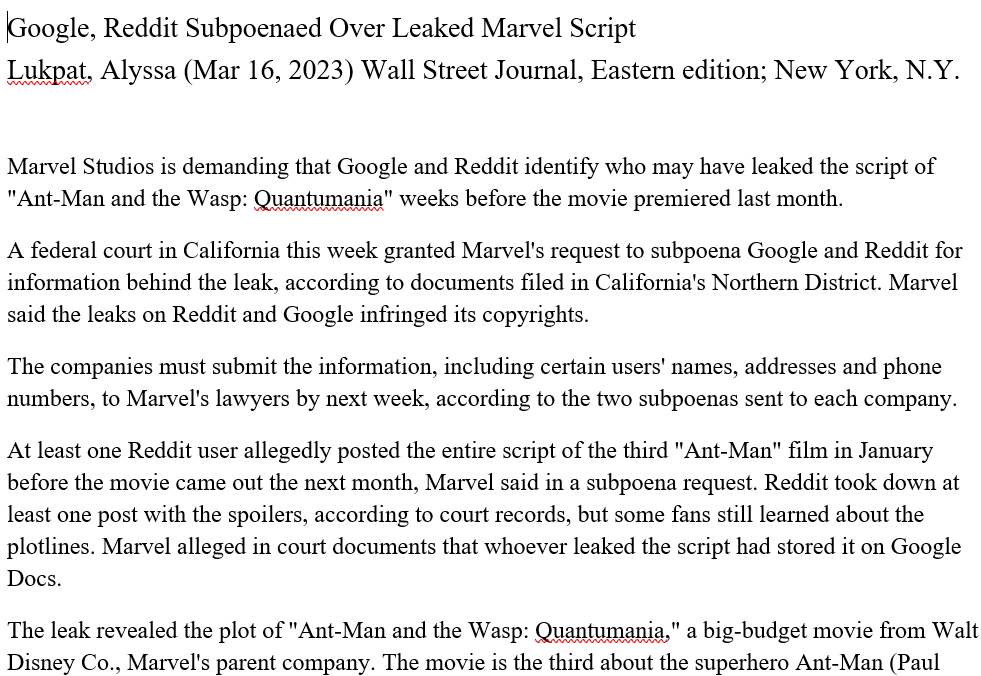 Google, Reddit Subpoenaed Over Leaked Marvel Script
Lukpat, Alyssa (Mar 16, 2023) Wall Street Journal, Eastern edition; New York, N.Y.
Marvel Studios is demanding that Google and Reddit identify who may have leaked the script of
"Ant-Man and the Wasp: Quantumania" weeks before the movie premiered last month.
A federal court in California this week granted Marvel's request to subpoena Google and Reddit for
information behind the leak, according to documents filed in California's Northern District. Marvel
said the leaks on Reddit and Google infringed its copyrights.
The companies must submit the information, including certain users' names, addresses and phone
numbers, to Marvel's lawyers by next week, according to the two subpoenas sent to each company.
At least one Reddit user allegedly posted the entire script of the third "Ant-Man" film in January
before the movie came out the next month, Marvel said in a subpoena request. Reddit took down at
least one post with the spoilers, according to court records, but some fans still learned about the
plotlines. Marvel alleged in court documents that whoever leaked the script had stored it on Google
Docs.
The leak revealed the plot of "Ant-Man and the Wasp: Quantumania," a big-budget movie from Walt
Disney Co., Marvel's parent company. The movie is the third about the superhero Ant-Man (Paul